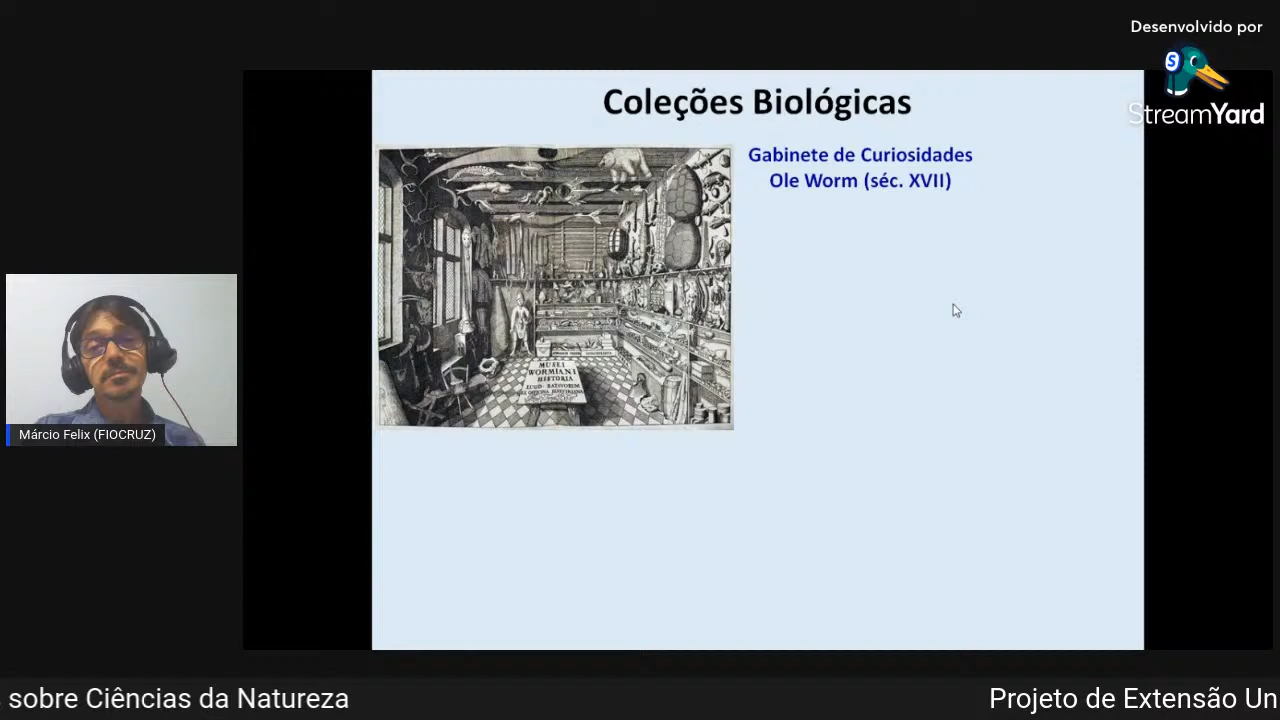 Desenvolvido por
StreamYard
Coleções Biológicas
Gabinete de Curiosidades
Ole Worm (séc. XVII)
MUSEI
WORMIANI
HISTORIA
Márcio Felix (FIOCRUZ)
sobre Ciências da Natureza
Projeto de Extensão Un